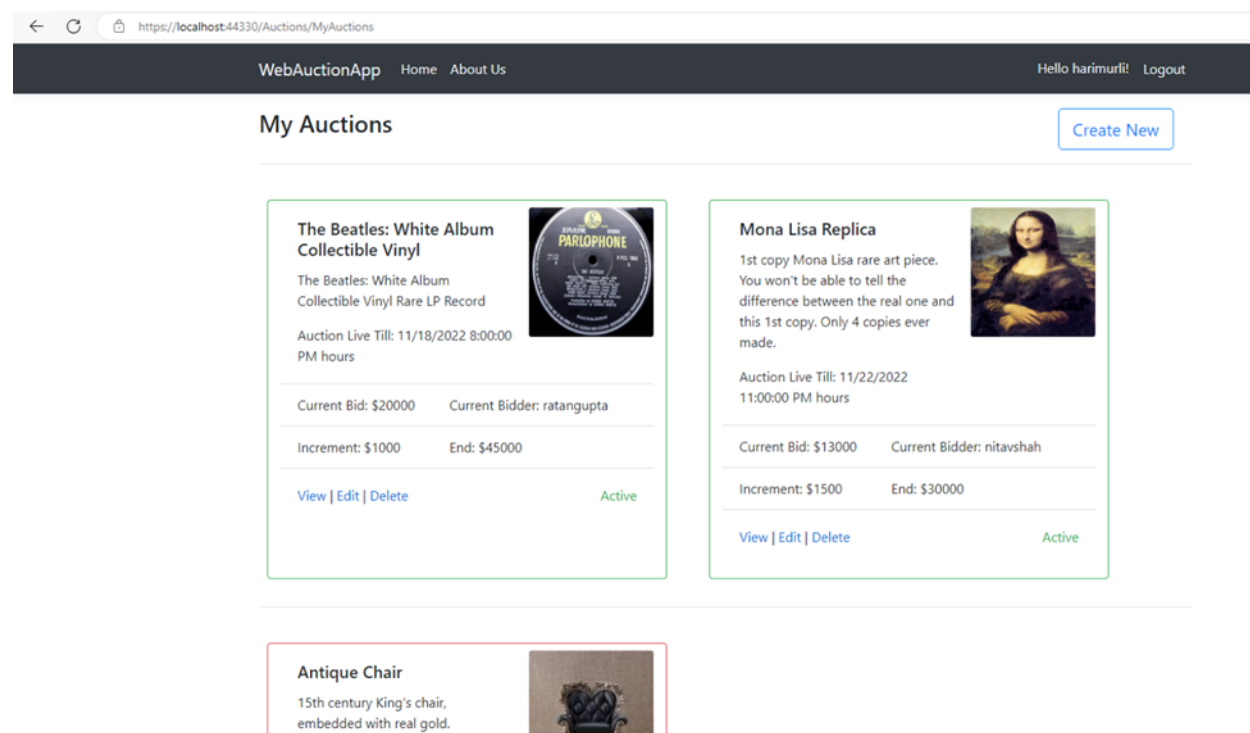 https://localhost:44330/Auctions/MyAuctions
WebAuctionApp Home About Us Hello harimurli! Logout
My Auctions
Create New
The Beatles: White Album
Collectible Vinyl
The Beatles: White Album
Collectible Vinyl Rare LP Record
Auction Live Till: 11/18/2022 8:00:00
PM hours
Current Bid: $20000 Current Bidder: ratangupta
Increment: $1000 End: $45000
View | Edit | Delete Active
PARLOPHONE
Mona Lisa Replica
1st copy Mona Lisa rare art piece.
You won't be able to tell the
difference between the real one and
this 1st copy. Only 4 copies ever
made.
Auction Live Till: 11/22/2022
11:00:00 PM hours
Current Bid: $13000 Current Bidder: nitavshah
Increment: $1500 End: $30000
View | Edit | Delete Active
Antique Chair
15th century King's chair,
embedded with real gold.